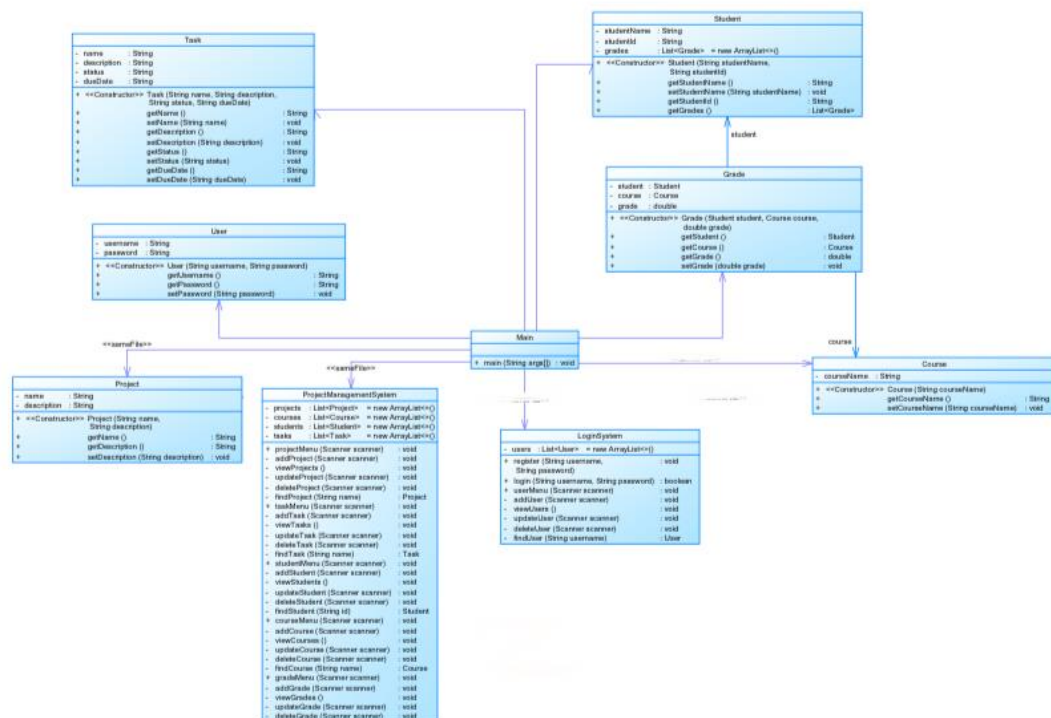 Task
- name : String
- description : String
- status : String
- dueDate : String
+ <<Constructor>> Task (String name, String description,
String status, String dueDate)
+ getName () : String
+ setName (String name) : void
+ getDescription () : String
+ setDescription (String description) : void
+ getStatus () : String
+ setStatus (String status) : void
+ getDueDate () : String
+ setDueDate (String dueDate) : void
Student
- studentName : String
- studentId : String
- grades : List<Grade> = new ArrayList<>()
+ <<Constructor>> Student (String studentName,
String studentId)
+ getStudentName () : String
+ setStudentName (String studentName) : void
+ getStudentId () : String
+ getGrades () : List<Grade>
student
Grade
- student : Student
- course : Course
- grade : double
+ <<Constructor>> Grade (Student student, Course course,
double grade)
+ getStudent () : Student
+ getCourse () : Course
+ getGrade () : double
+ setGrade (double grade) : void
User
- username : String
- password : String
+ <<Constructor>> User (String username, String password)
+ getUsername () : String
+ getPassword () : String
+ setPassword (String password) : void
Main
+ main (String args[]) : void
<<sameFile>>
<<sameFile>>
course
Project
- name : String
- description : String
+ <<Constructor>> Project (String name,
String description)
+ getName () : String
+ getDescription () : String
+ setDescription (String description) : void
Course
- courseName : String
+ <<Constructor>> Course (String courseName)
+ getCourseName () : String
+ setCourseName (String courseName) : void
ProjectManagementSystem
- projects : List<Project> = new ArrayList<>()
- courses : List<Course> = new ArrayList<>()
- students : List<Student> = new ArrayList<>()
- tasks : List<Task> = new ArrayList<>()
+ projectMenu (Scanner scanner) : void
- addProject (Scanner scanner) : void
- viewProjects () : void
- updateProject (Scanner scanner) : void
- deleteProject (Scanner scanner) : void
- findProject (String name) : Project
+ taskMenu (Scanner scanner) : void
- addTask (Scanner scanner) : void
- viewTasks () : void
- updateTask (Scanner scanner) : void
- deleteTask (Scanner scanner) : void
- findTask (String name) : Task
+ studentMenu (Scanner scanner) : void
- addStudent (Scanner scanner) : void
- viewStudents () : void
- updateStudent (Scanner scanner) : void
- deleteStudent (Scanner scanner) : void
- findStudent (String id) : Student
+ courseMenu (Scanner scanner) : void
- addCourse (Scanner scanner) : void
- viewCourses () : void
- updateCourse (Scanner scanner) : void
- deleteCourse (Scanner scanner) : void
- findCourse (String name) : Course
+ gradeMenu (Scanner scanner) : void
- addGrade (Scanner scanner) : void
- viewGrades () : void
- updateGrade (Scanner scanner) : void
- deleteGrade (Scanner scanner) : void
LoginSystem
- users : List<User> = new ArrayList<>()
+ register (String username, : void
String password)
+ login (String username, String password) : boolean
+ userMenu (Scanner scanner) : void
- addUser (Scanner scanner) : void
- viewUsers () : void
- updateUser (Scanner scanner) : void
- deleteUser (Scanner scanner) : void
- findUser (String username) : User